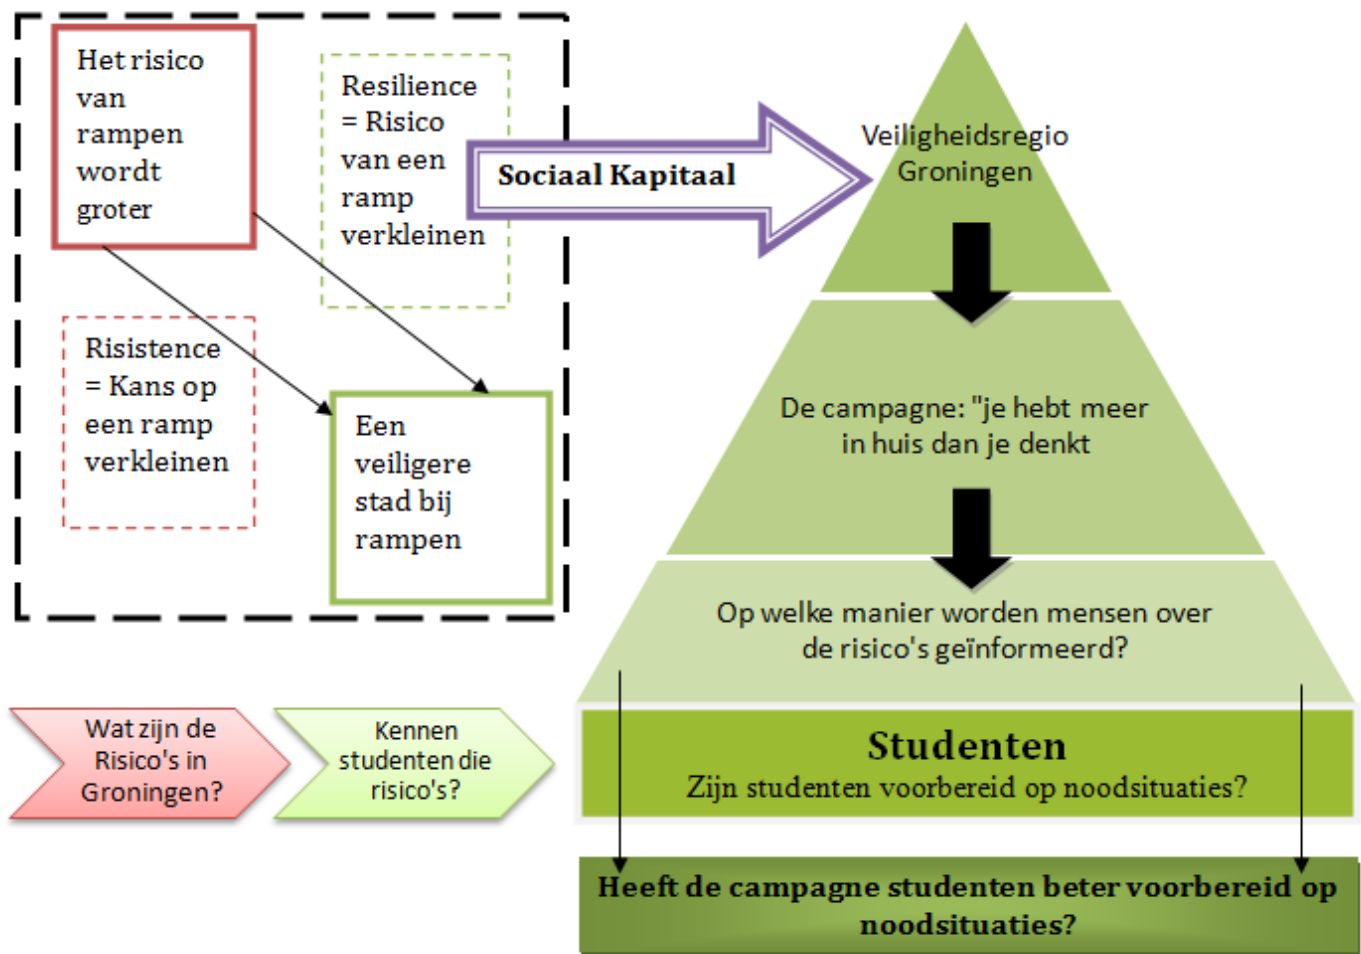 Het risico
van
rampen
wordt
groter
Resilience
= Risico
van een
ramp
verkleinen
Sociaal Kapitaal
Risistence
= Kans op
een ramp
verkleinen
Een
veiligere
stad bij
rampen
Veiligheidsregio
Groningen
De campagne: "je hebt meer
in huis dan je denkt
Op welke manier worden mensen over
de risico's geïnformeerd?
Wat zijn de
Risico's in
Groningen?
Kennen
studenten die
risico's?
Studenten
Zijn studenten voorbereid op noodsituaties?
Heeft de campagne studenten beter voorbereid op
noodsituaties?